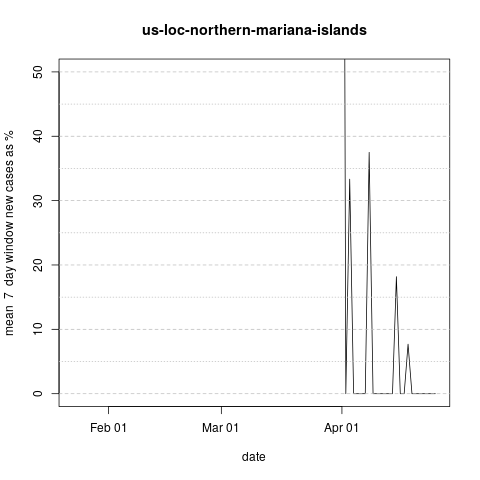 us-loc-northern-mariana-islands
mean  7  day window new cases as %
50
40
30
20
10
0
Feb 01
Mar 01
Apr 01
date